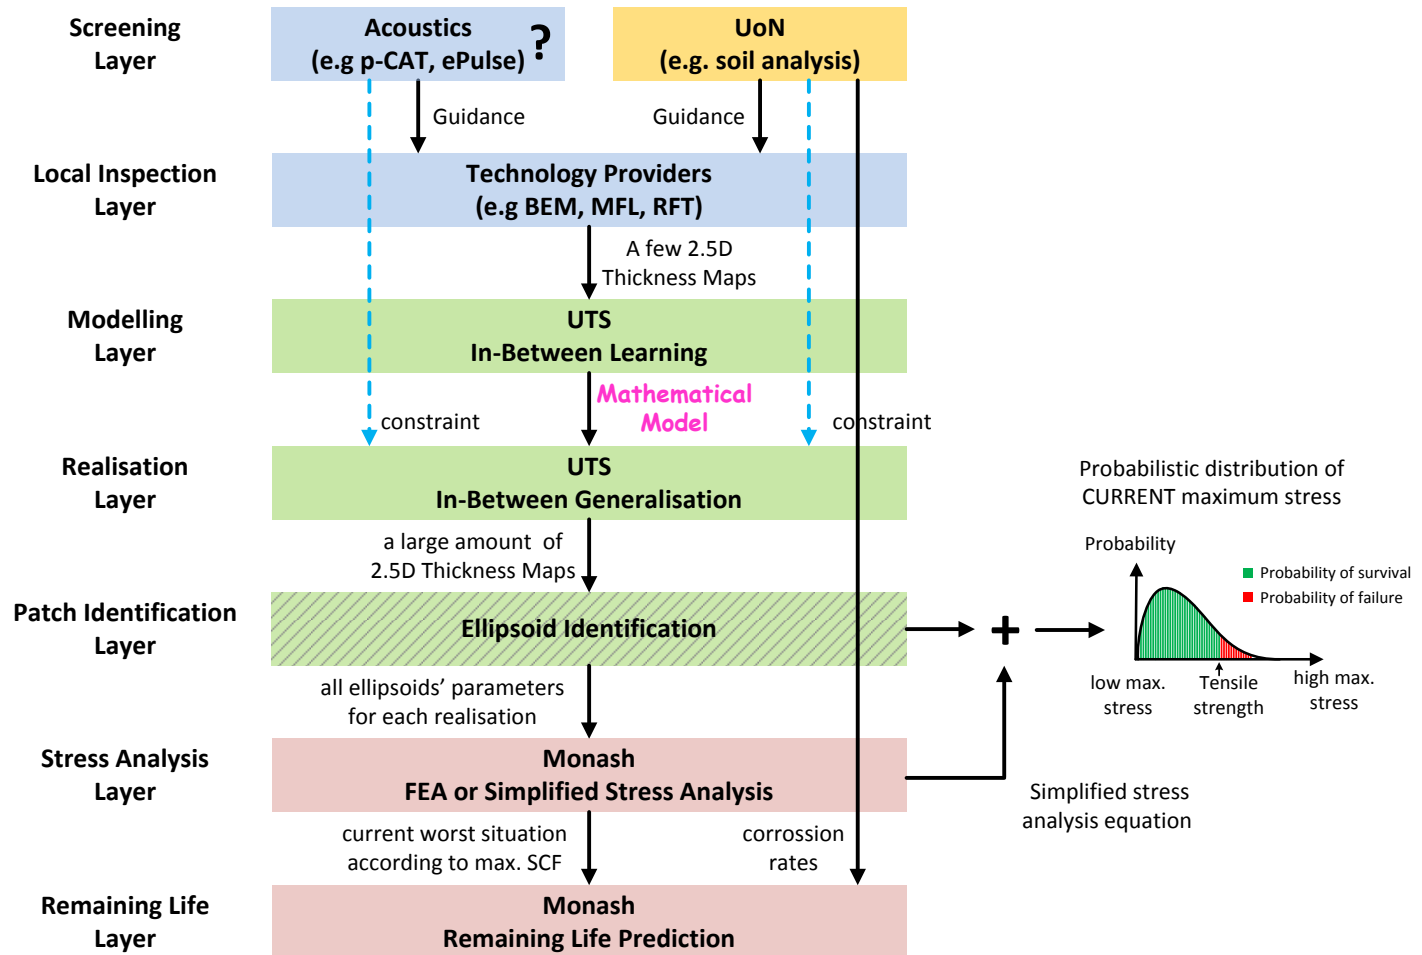 Screening
Layer
Acoustics
(e.g p-CAT, ePulse)
?
UoN
(e.g. soil analysis)
Guidance
Guidance
Local Inspection
Layer
Technology Providers
(e.g BEM, MFL, RFT)
A few 2.5D
Thickness Maps
Modelling
Layer
UTS
In-Between Learning
Mathematical
Model
constraint
constraint
Realisation
Layer
UTS
In-Between Generalisation
a large amount of
2.5D Thickness Maps
Probabilistic distribution of
CURRENT maximum stress
Probability
Probability of survival
Probability of failure
low max.
stress
Tensile
strength
high max.
stress
Patch Identification
Layer
Ellipsoid Identification
+
all ellipsoids’ parameters
for each realisation
Stress Analysis
Layer
Monash
FEA or Simplified Stress Analysis
Simplified stress
analysis equation
current worst situation
according to max. SCF
corrossion
rates
Remaining Life
Layer
Monash
Remaining Life Prediction